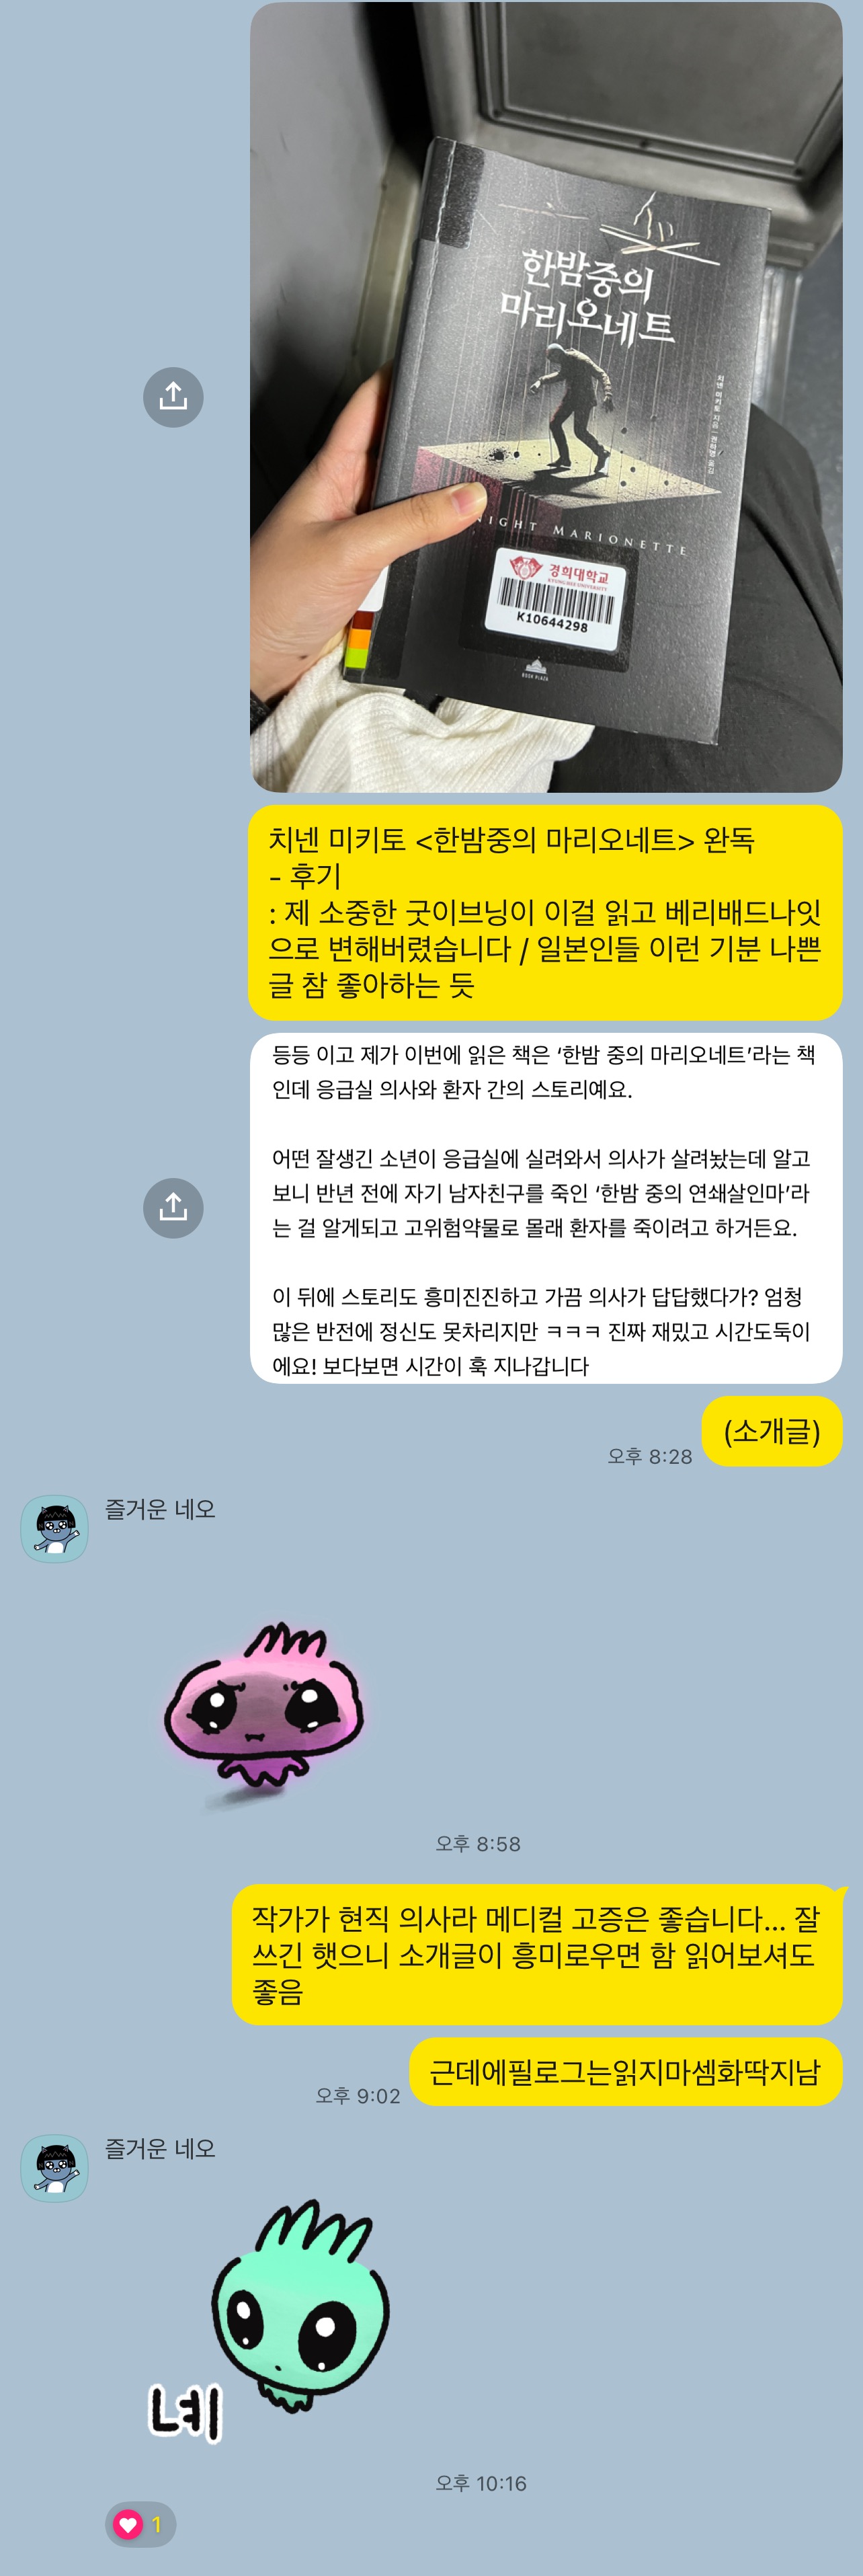 한밤중의
마리오네트
치넨 미키토 지음
NIGHT MARIONETTE
경희대학교
KYUNG HEE UNIVERSITY
K10644298
BOOK PLAZA
치넨 미키토 <한밤중의 마리오네트> 완독
- 후기
: 제 소중한 굿이브닝이 이걸 읽고 베리배드나잇
으로 변해버렸습니다 / 일본인들 이런 기분 나쁜
글 참 좋아하는 듯
등등 이고 제가 이번에 읽은 책은 ‘한밤 중의 마리오네트’라는 책
인데 응급실 의사와 환자 간의 스토리예요.
어떤 잘생긴 소년이 응급실에 실려와서 의사가 살려놨는데 알고
보니 반년 전에 자기 남자친구를 죽인 ‘한밤 중의 연쇄살인마’라
는 걸 알게되고 고위험약물로 몰래 환자를 죽이려고 하거든요.
이 뒤에 스토리도 흥미진진하고 가끔 의사가 답답했다가? 엄청
많은 반전에 정신도 못차리지만 ㅋㅋㅋ 진짜 재밌고 시간도둑이
에요! 보다보면 시간이 훅 지나갑니다
(소개글)
오후 8:28
즐거운 네오
오후 8:58
작가가 현직 의사라 메디컬 고증은 좋습니다... 잘
쓰긴 햇으니 소개글이 흥미로우면 함 읽어보셔도
좋음
근데에필로그는읽지마셈화딱지남
오후 9:02
즐거운 네오
녜
오후 10:16
1